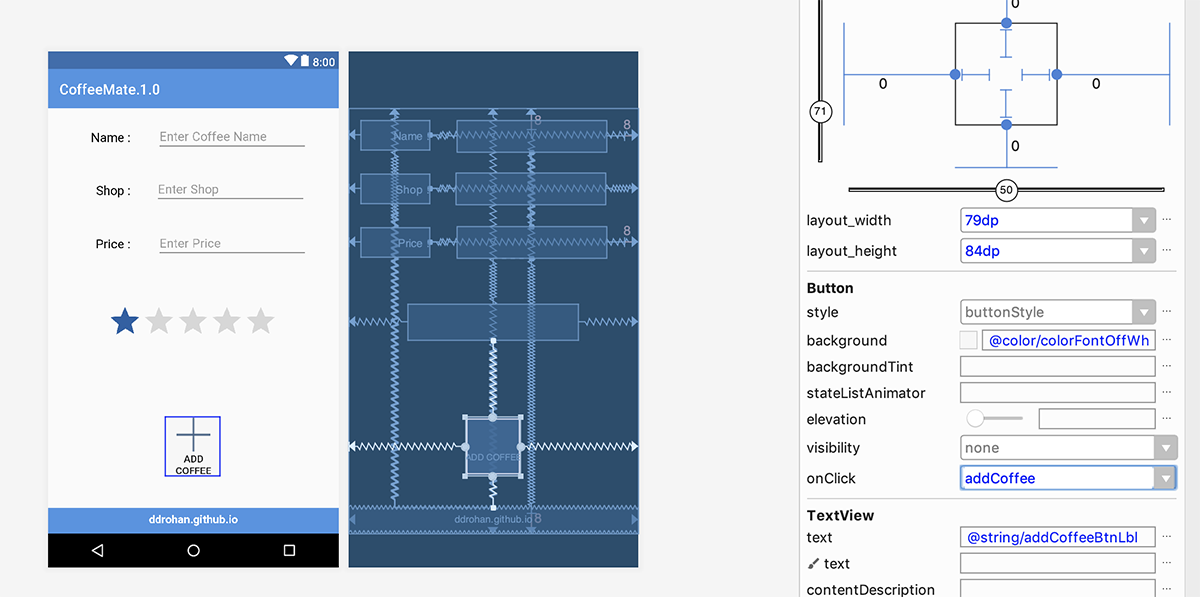 8:00
CoffeeMate.1.0
Name :
Enter Coffee Name
Shop :
Enter Shop
Price :
Enter Price
ADD
COFFEE
ddrohan.github.io
8
8
Name
Shop
8
Price
ADD COFFEE
ddrohan.github.io
8
0
0
0
71
0
50
layout_width
79dp
...
layout_height
84dp
...
Button
style
buttonStyle
...
background
@color/colorFontOffWh
...
backgroundTint
...
stateListAnimator
...
elevation
...
visibility
none
onClick
addCoffee
TextView
text
@string/addCoffeeBtnLbl
...
text
...
contentDescription
...